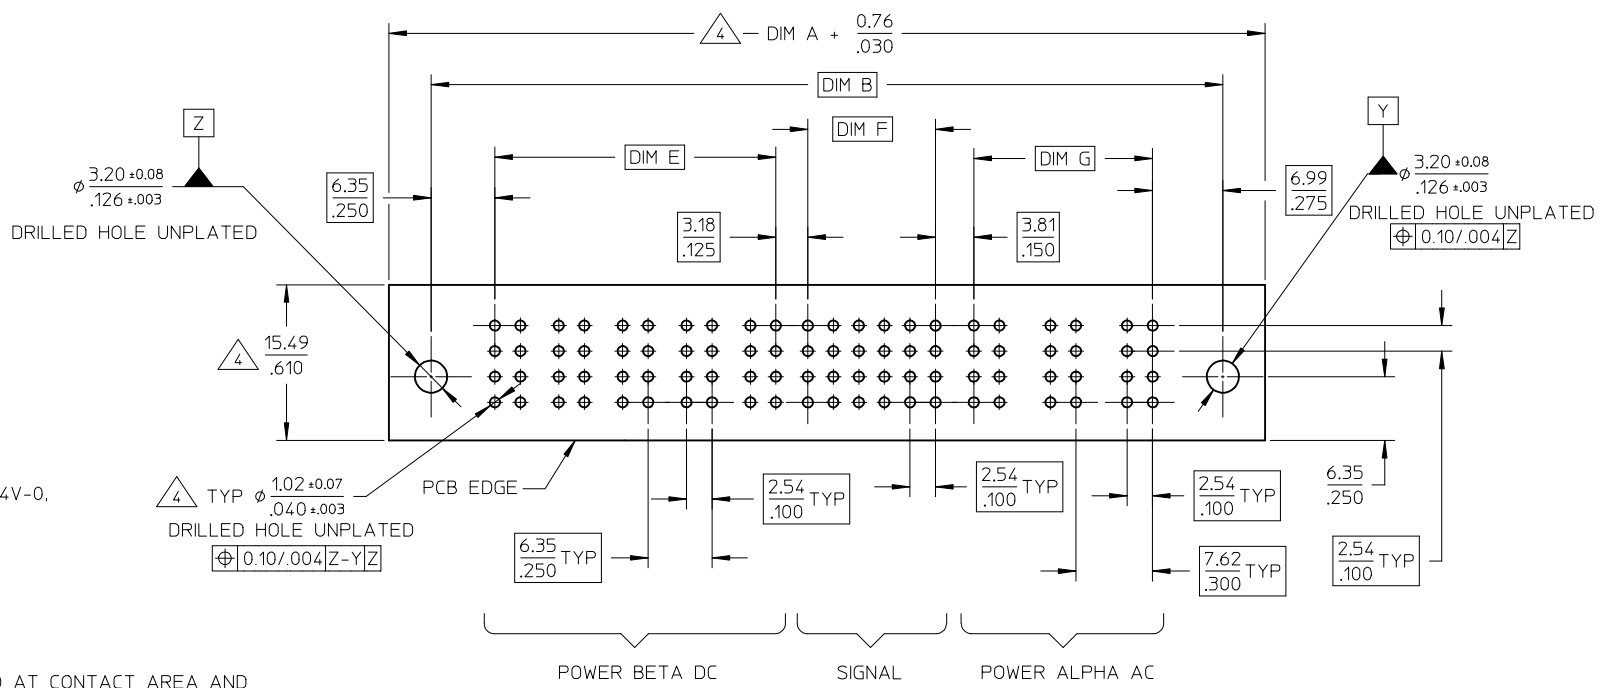 4 DIM A + 0.76
.030
DIM B
Z
Y
DIM F
DIM E
DIM G
⌀ 3.20 ±0.08
.126 ±.003
DRILLED HOLE UNPLATED
6.35
.250
6.99
.275
⌀ 3.20 ±0.08
.126 ±.003
DRILLED HOLE UNPLATED
⌖ 0.10/.004 Z
3.18
.125
3.81
.150
4 15.49
.610
4V-0,
4 TYP ⌀ 1.02 ±0.07
.040 ±.003
DRILLED HOLE UNPLATED
⌖ 0.10/.004 Z-Y Z
PCB EDGE
2.54 TYP
.100
2.54 TYP
.100
2.54 TYP
.100
6.35
.250
6.35 TYP
.250
7.62 TYP
.300
2.54 TYP
.100
POWER BETA DC
SIGNAL
POWER ALPHA AC
AT CONTACT AREA AND